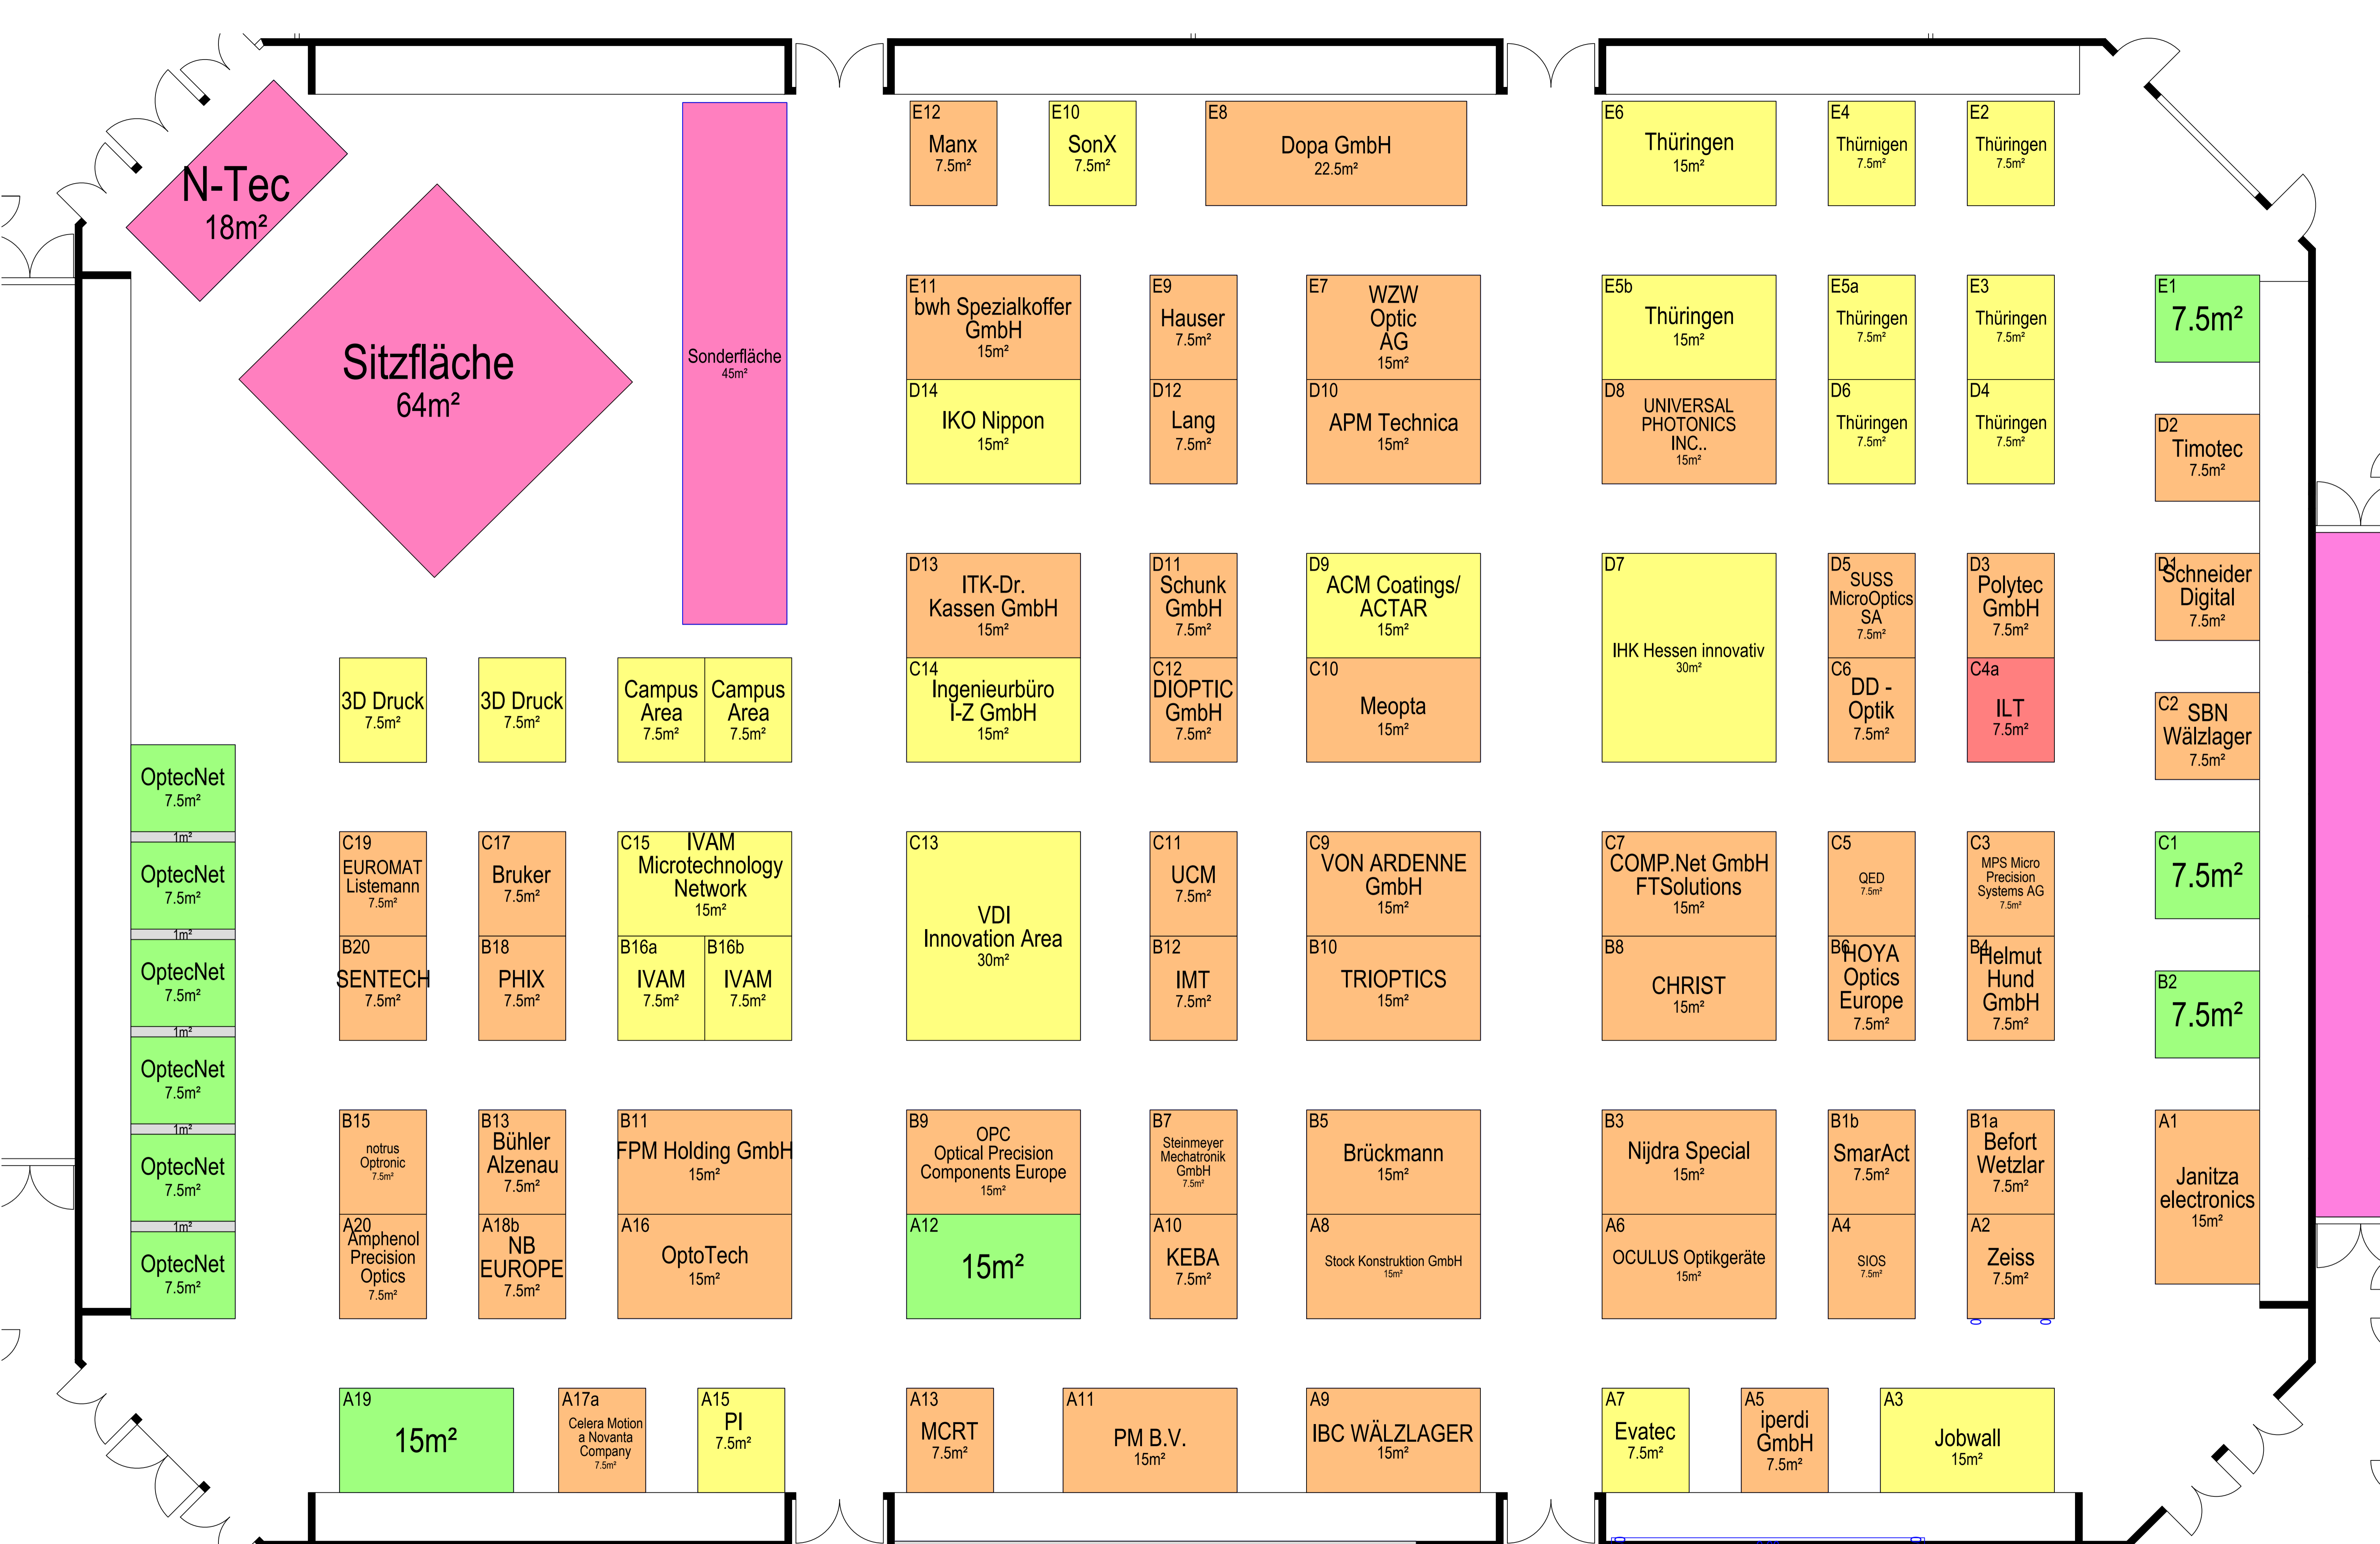 N-Tec
18m²
Sitzfläche
64m²
Sonderfläche
45m²
E12
Manx
7.5m²
E10
SonX
7.5m²
E8
Dopa GmbH
22.5m²
E6
Thüringen
15m²
E4
Thürnigen
7.5m²
E2
Thüringen
7.5m²
E11
bwh Spezialkoffer
GmbH
15m²
E9
Hauser
7.5m²
E7
WZW
Optic
AG
15m²
E5b
Thüringen
15m²
E5a
Thüringen
7.5m²
E3
Thüringen
7.5m²
E1
7.5m²
D14
IKO Nippon
15m²
D12
Lang
7.5m²
D10
APM Technica
15m²
D8
UNIVERSAL
PHOTONICS
INC..
15m²
D6
Thüringen
7.5m²
D4
Thüringen
7.5m²
D2
Timotec
7.5m²
D13
ITK-Dr.
Kassen GmbH
15m²
D11
Schunk
GmbH
7.5m²
D9
ACM Coatings/
ACTAR
15m²
D7
IHK Hessen innovativ
30m²
D5
SUSS
MicroOptics
SA
7.5m²
D3
Polytec
GmbH
7.5m²
D1
Schneider
Digital
7.5m²
3D Druck
7.5m²
3D Druck
7.5m²
Campus
Area
7.5m²
Campus
Area
7.5m²
C14
Ingenieurbüro
I-Z GmbH
15m²
C12
DIOPTIC
GmbH
7.5m²
C10
Meopta
15m²
C6
DD -
Optik
7.5m²
C4a
ILT
7.5m²
C2
SBN
Wälzlager
7.5m²
OptecNet
7.5m²
1m²
OptecNet
7.5m²
1m²
OptecNet
7.5m²
1m²
OptecNet
7.5m²
1m²
OptecNet
7.5m²
1m²
OptecNet
7.5m²
C19
EUROMAT
Listemann
7.5m²
C17
Bruker
7.5m²
C15
IVAM
Microtechnology
Network
15m²
C13
VDI
Innovation Area
30m²
C11
UCM
7.5m²
C9
VON ARDENNE
GmbH
15m²
C7
COMP.Net GmbH
FTSolutions
15m²
C5
QED
7.5m²
C3
MPS Micro
Precision
Systems AG
7.5m²
C1
7.5m²
B20
SENTECH
7.5m²
B18
PHIX
7.5m²
B16a
IVAM
7.5m²
B16b
IVAM
7.5m²
B12
IMT
7.5m²
B10
TRIOPTICS
15m²
B8
CHRIST
15m²
B6
HOYA
Optics
Europe
7.5m²
B4
Helmut
Hund
GmbH
7.5m²
B2
7.5m²
B15
notrus
Optronic
7.5m²
B13
Bühler
Alzenau
7.5m²
B11
FPM Holding GmbH
15m²
B9
OPC
Optical Precision
Components Europe
15m²
B7
Steinmeyer
Mechatronik
GmbH
7.5m²
B5
Brückmann
15m²
B3
Nijdra Special
15m²
B1b
SmarAct
7.5m²
B1a
Befort
Wetzlar
7.5m²
A1
Janitza
electronics
15m²
A20
Amphenol
Precision
Optics
7.5m²
A18b
NB
EUROPE
7.5m²
A16
OptoTech
15m²
A12
15m²
A10
KEBA
7.5m²
A8
Stock Konstruktion GmbH
15m²
A6
OCULUS Optikgeräte
15m²
A4
SIOS
7.5m²
A2
Zeiss
7.5m²
A19
15m²
A17a
Celera Motion
a Novanta
Company
7.5m²
A15
PI
7.5m²
A13
MCRT
7.5m²
A11
PM B.V.
15m²
A9
IBC WÄLZLAGER
15m²
A7
Evatec
7.5m²
A5
iperdi
GmbH
7.5m²
A3
Jobwall
15m²